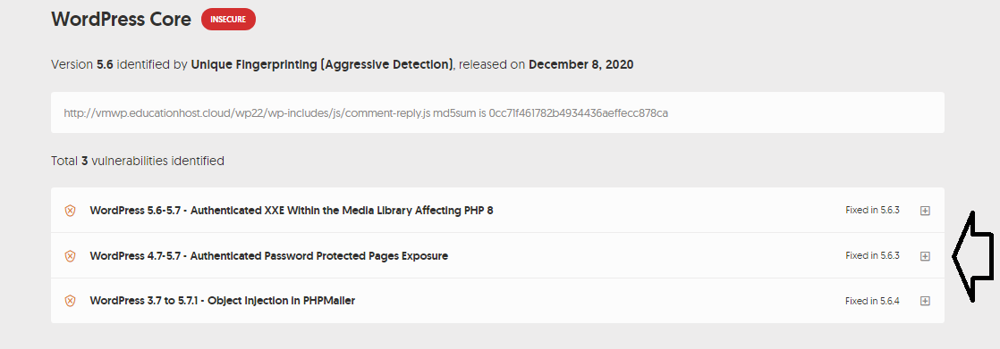 WordPress Core INSECURE
Version 5.6 identified by Unique Fingerprinting (Aggressive Detection), released on December 8, 2020
http://vmwp.educationhost.cloud/wp22/wp-includes/js/comment-reply.js md5sum is 0cc71f461782b4934436aeffecc878ca
Total 3 vulnerabilities identified
WordPress 5.6-5.7 - Authenticated XXE Within the Media Library Affecting PHP 8 Fixed in 5.6.3
WordPress 4.7-5.7 - Authenticated Password Protected Pages Exposure Fixed in 5.6.3
WordPress 3.7 to 5.7.1 - Object Injection in PHPMailer Fixed in 5.6.4